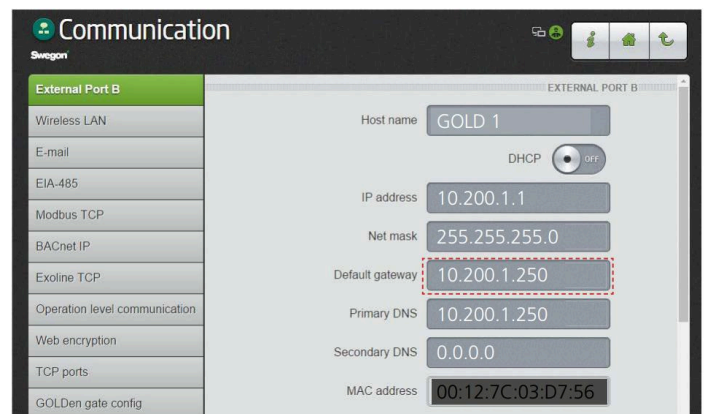 Communication
Swegon
i
External Port B
Wireless LAN
E-mail
EIA-485
Modbus TCP
BACnet IP
Exoline TCP
Operation level communication
Web encryption
TCP ports
GOLDen gate config
EXTERNAL PORT B
Host name GOLD 1
DHCP OFF
IP address 10.200.1.1
Net mask 255.255.255.0
Default gateway 10.200.1.250
Primary DNS 10.200.1.250
Secondary DNS 0.0.0.0
MAC address 00:12:7C:03:D7:56